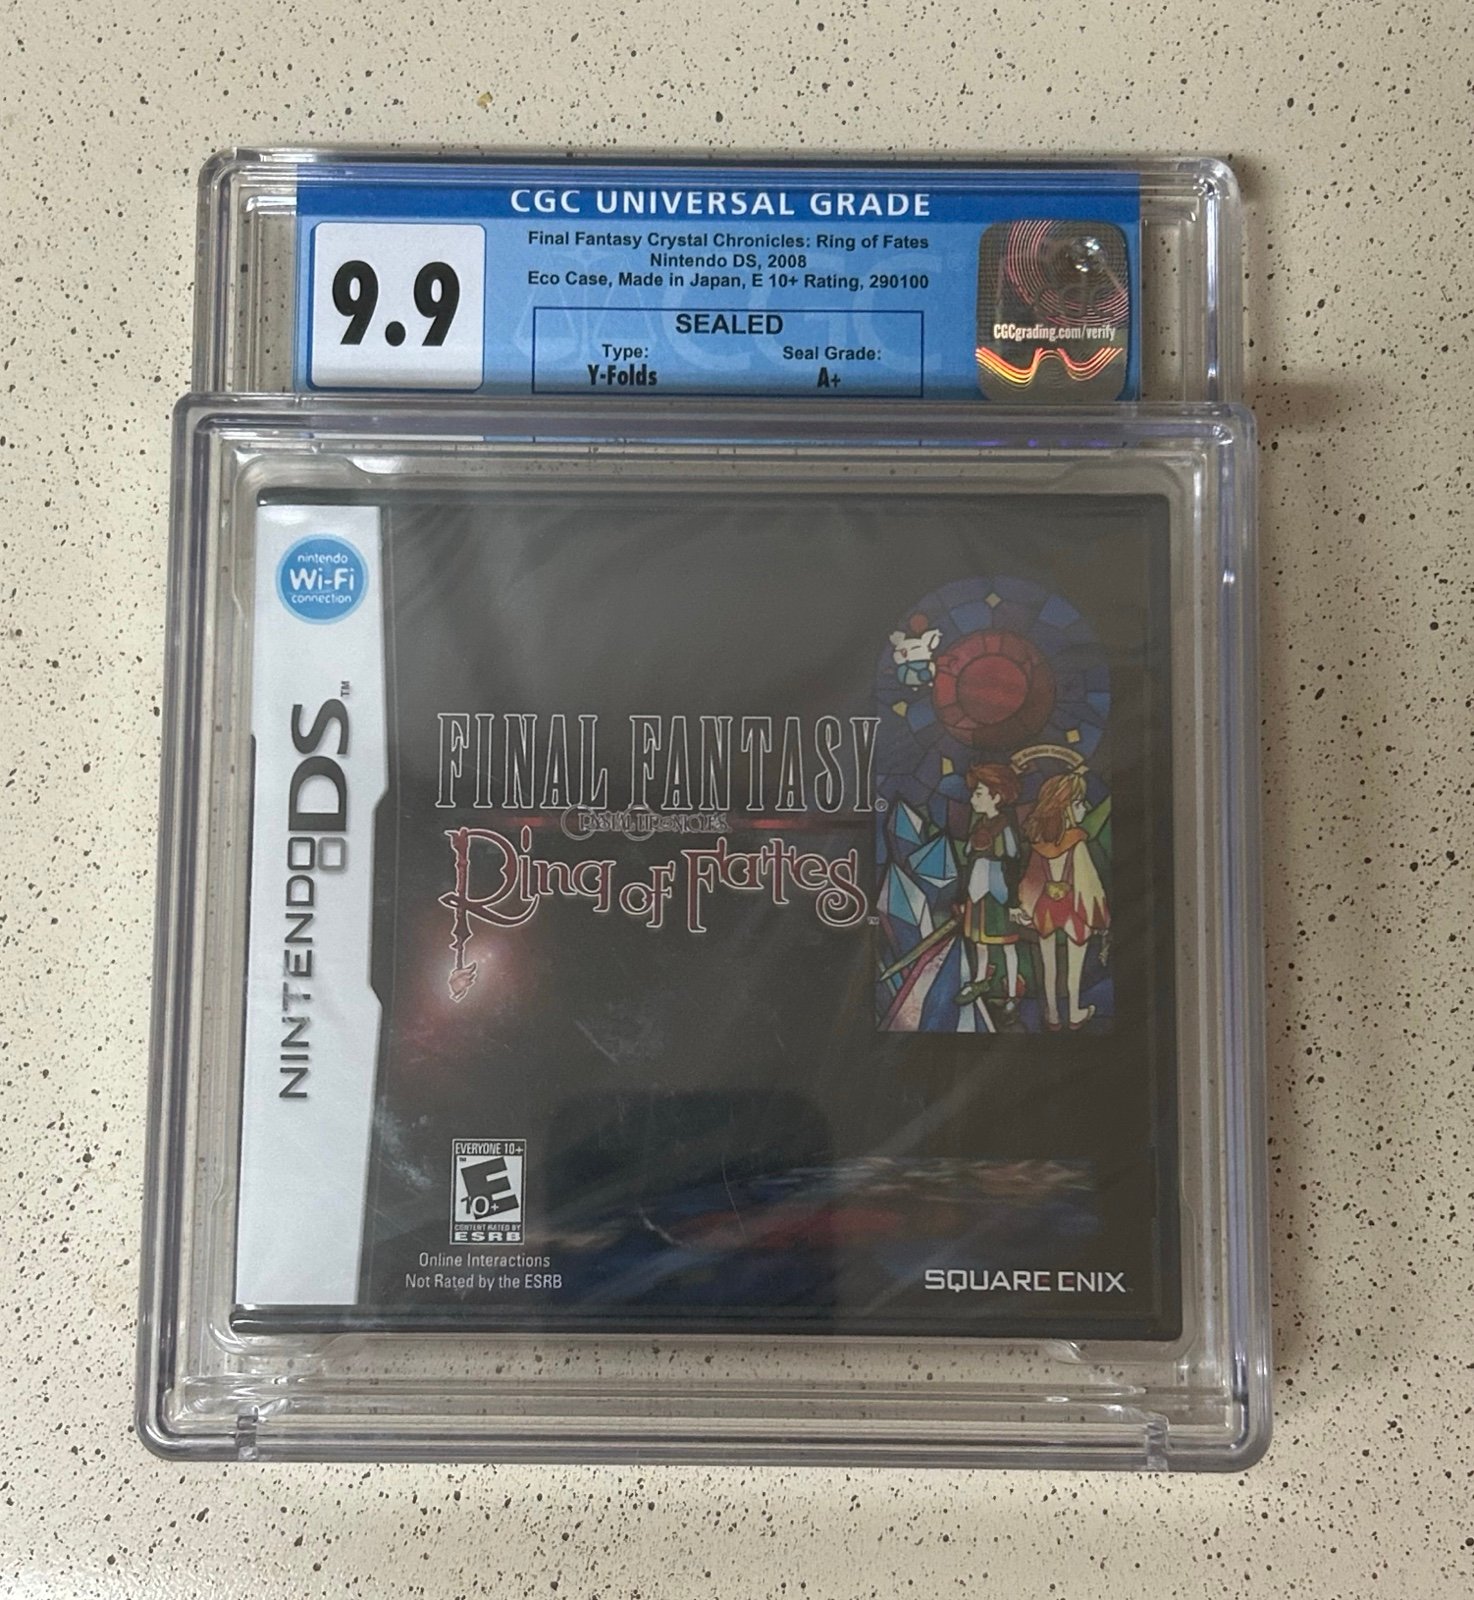 CGC UNIVERSAL GRADE
9.9
Final Fantasy Crystal Chronicles: Ring of Fates
Nintendo DS, 2008
Eco Case, Made in Japan, E 10+ Rating, 290100
SEALED
Type:
Y-Folds
Seal Grade:
A+
CGCgrading.com/verify
nintendo
Wi-Fi
connection
NINTENDO DS™
FINAL FANTASY®
CRYSTAL CHRONICLES
Ring of Fates™
EVERYONE 10+
E
10+
CONTENT RATED BY
ESRB
Online Interactions
Not Rated by the ESRB
SQUARE ENIX